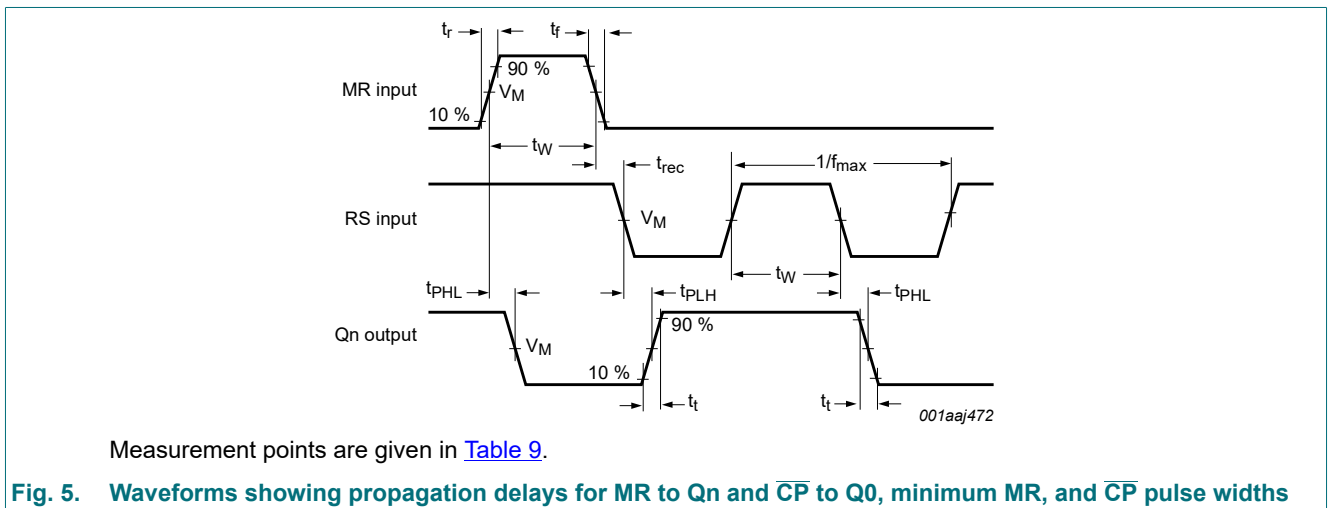 tr
tf
90 %
MR input
VM
10 %
tW
trec
1/fmax
RS input
VM
tW
tPHL
tPLH
tPHL
90 %
Qn output
VM
10 %
tt
tt
001aaj472
Measurement points are given in Table 9.
Fig. 5. Waveforms showing propagation delays for MR to Qn and C̅P̅ to Q0, minimum MR, and C̅P̅ pulse widths